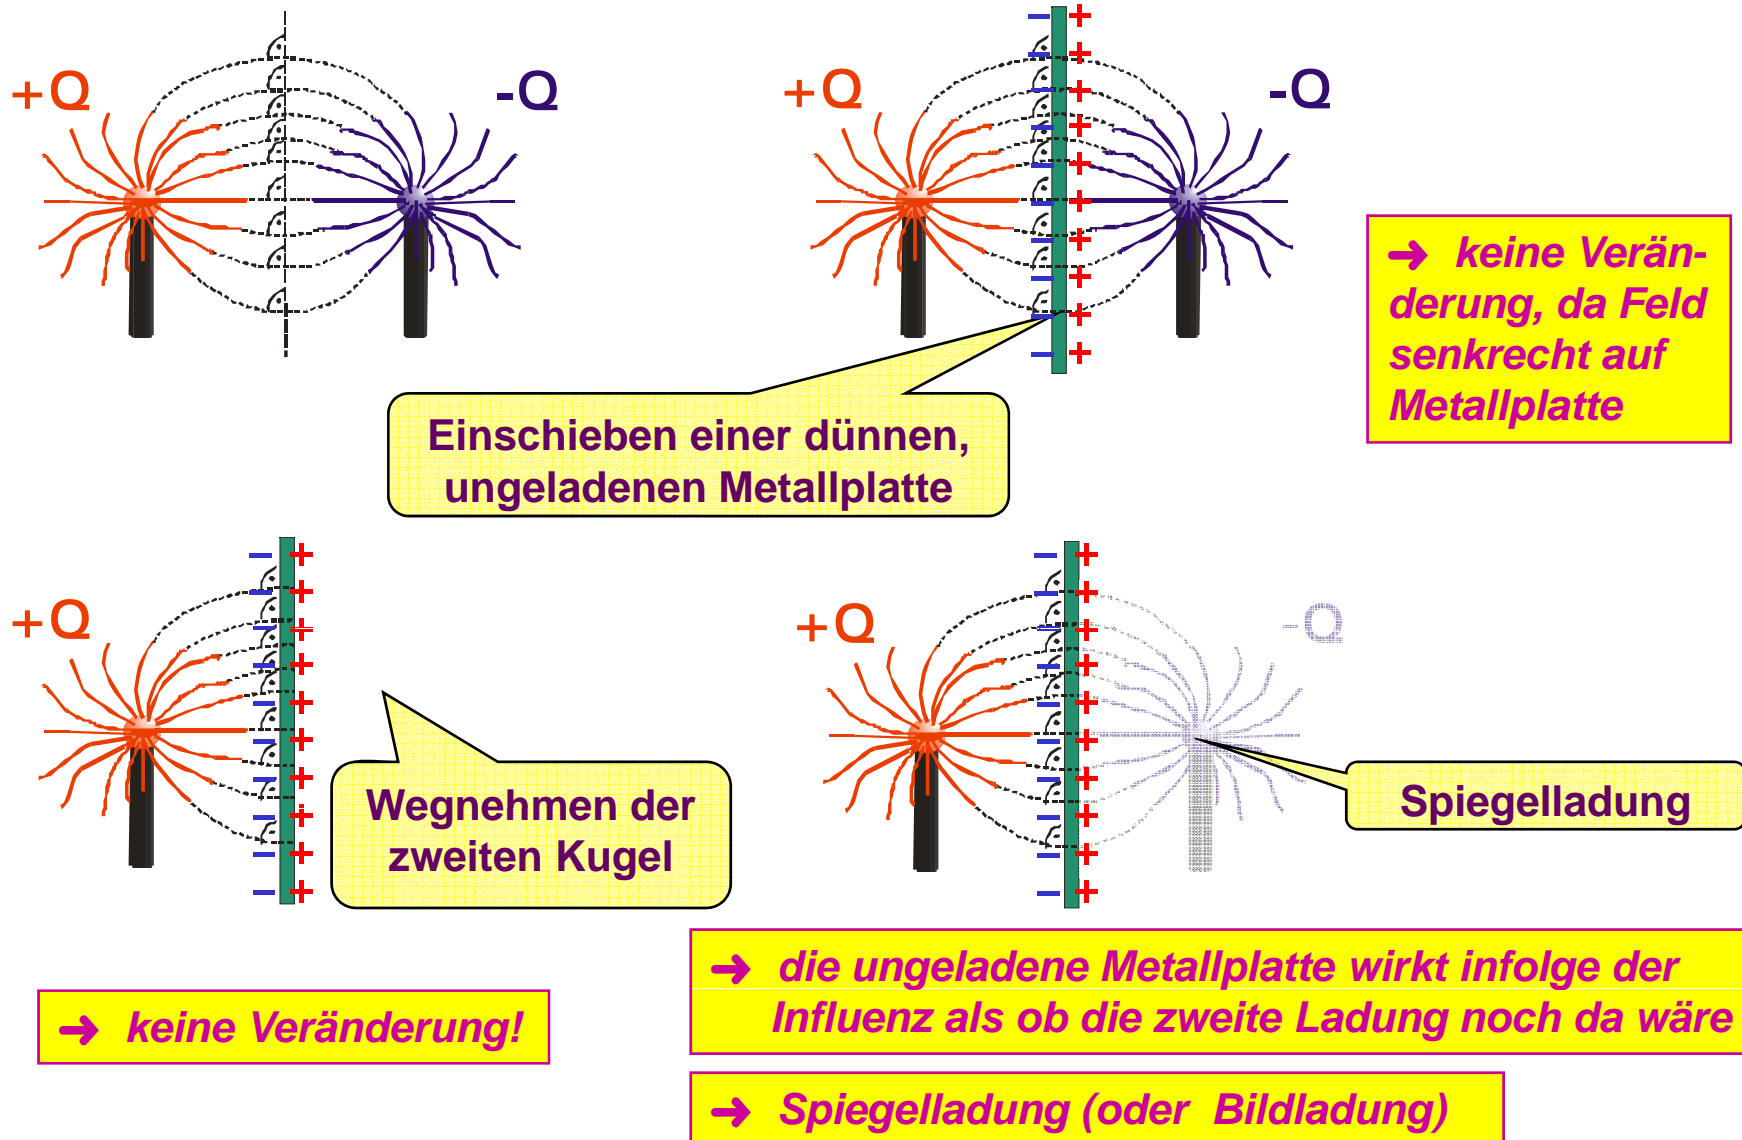 +Q
-Q
+Q
-Q
➔ keine Verän-
derung, da Feld
senkrecht auf
Metallplatte
Einschieben einer dünnen,
ungeladenen Metallplatte
+Q
Wegnehmen der
zweiten Kugel
+Q
-Q
Spiegelladung
➔ keine Veränderung!
➔ die ungeladene Metallplatte wirkt infolge der
Influenz als ob die zweite Ladung noch da wäre
➔ Spiegelladung (oder Bildladung)